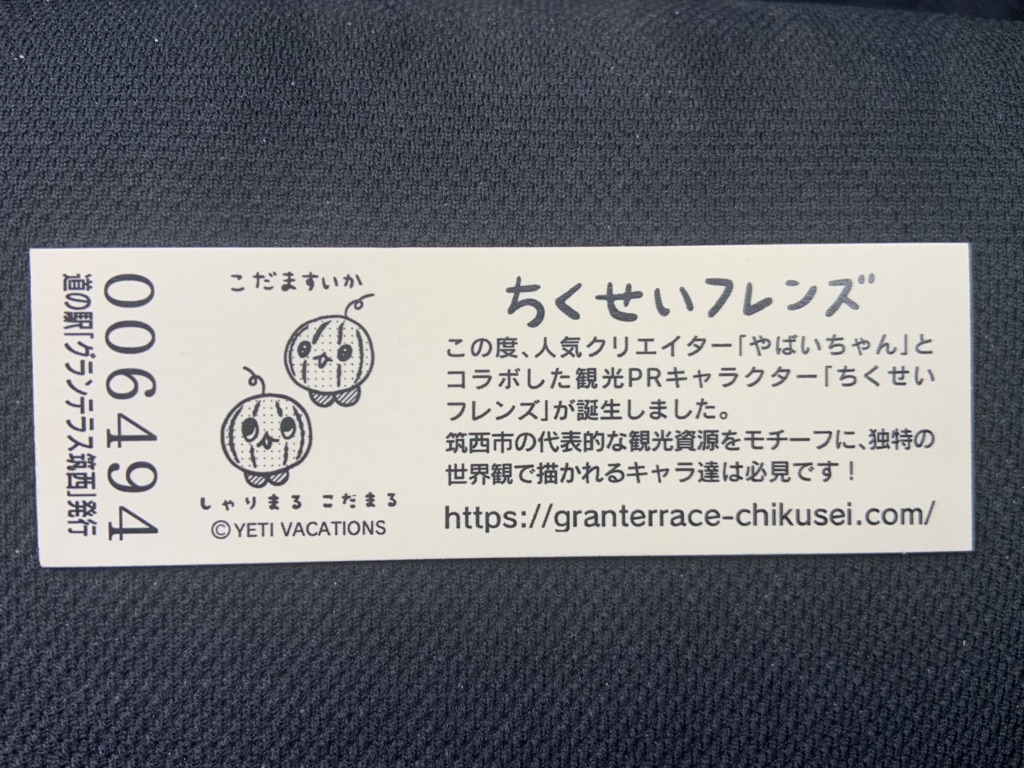 006494
道の駅「グランテラス筑西」発行
こだますいか
しゃりまる こだまる
©YETI VACATIONS
ちくせいフレンズ
この度、人気クリエイター「やばいちゃん」と
コラボした観光PRキャラクター「ちくせい
フレンズ」が誕生しました。
筑西市の代表的な観光資源をモチーフに、独特の
世界観で描かれるキャラ達は必見です！
https://granterrace-chikusei.com/